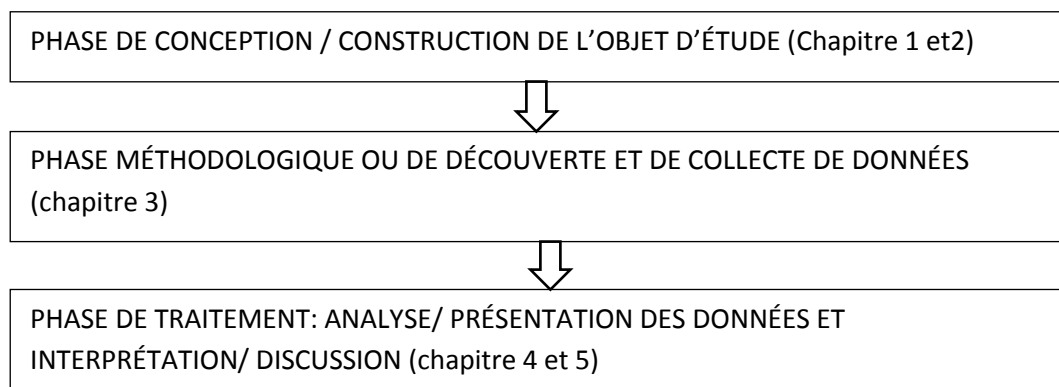 PHASE DE CONCEPTION / CONSTRUCTION DE L’OBJET D’ÉTUDE (Chapitre 1 et2)
PHASE MÉTHODOLOGIQUE OU DE DÉCOUVERTE ET DE COLLECTE DE DONNÉES
(chapitre 3)
PHASE DE TRAITEMENT: ANALYSE/ PRÉSENTATION DES DONNÉES ET
INTERPRÉTATION/ DISCUSSION (chapitre 4 et 5)